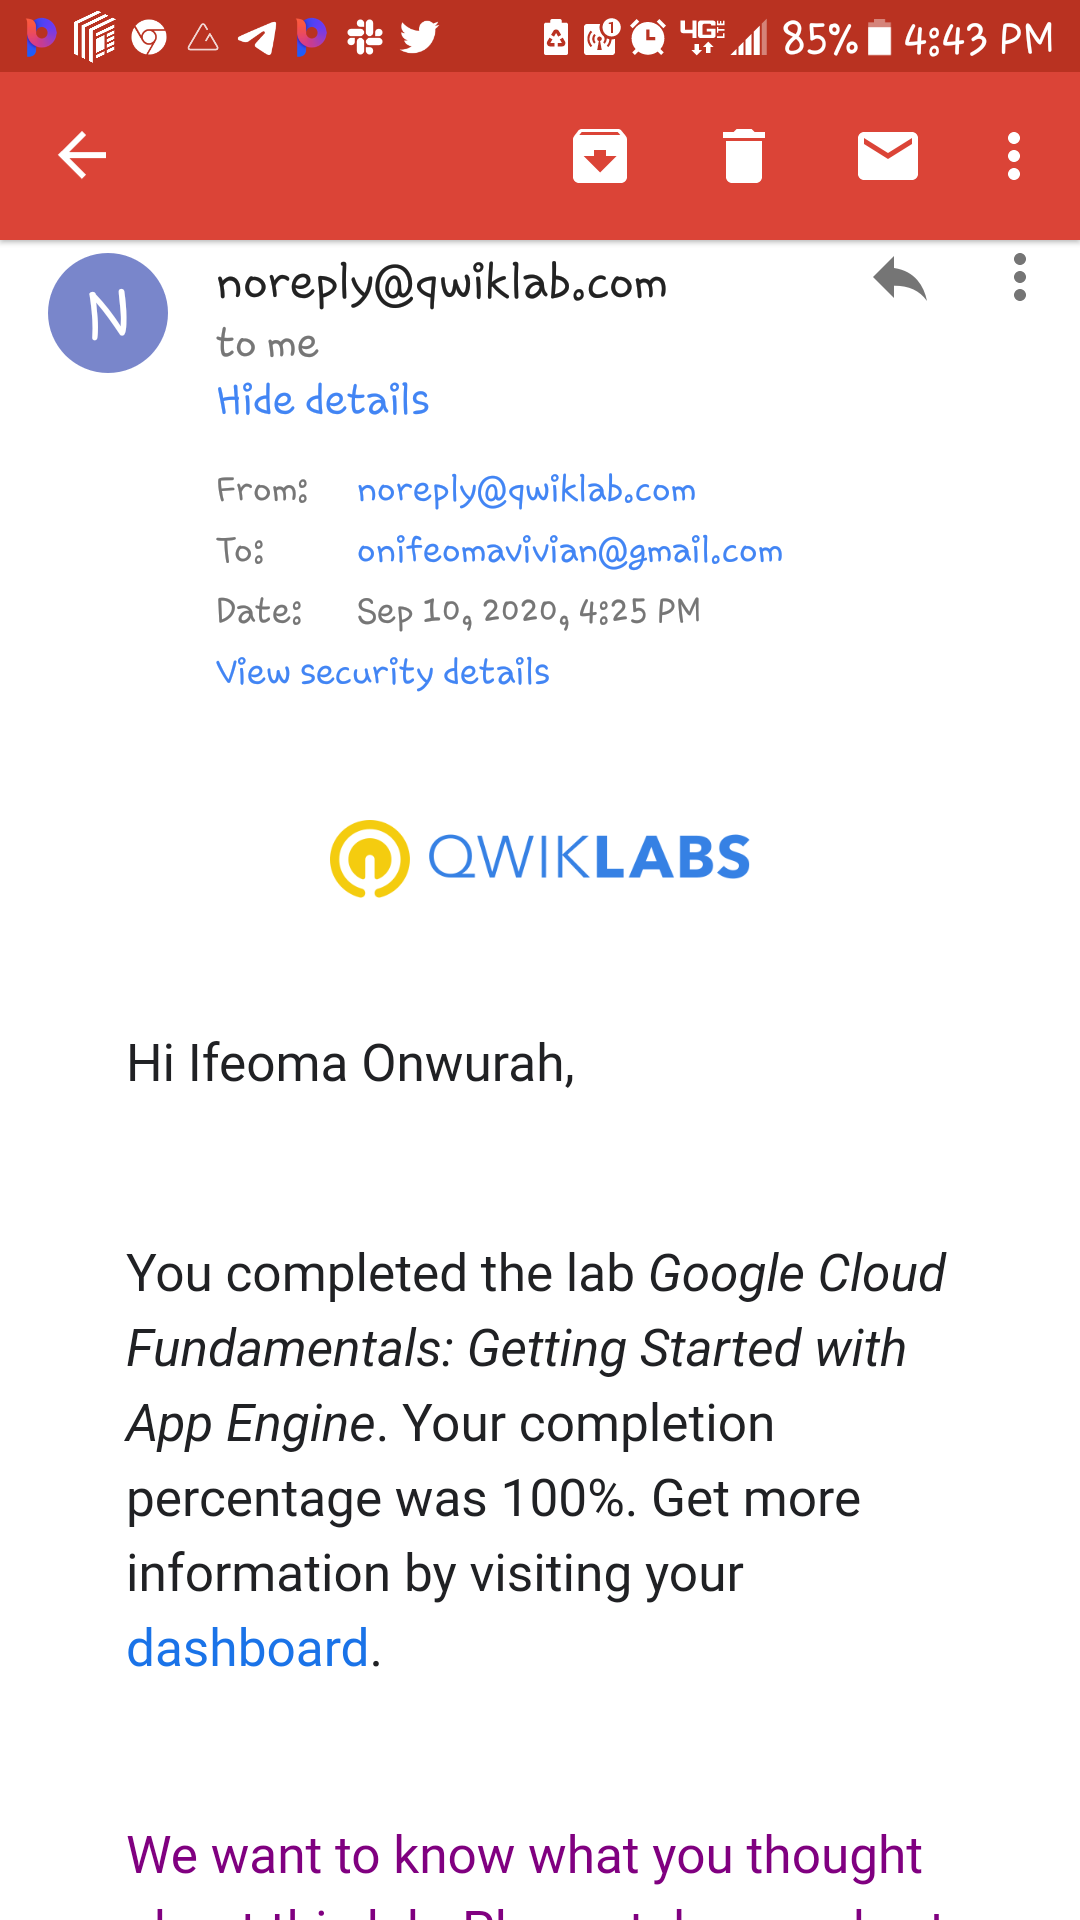 4G LTE 85% 4:43 PM
N
noreply@qwiklab.com
to me
Hide details
From: noreply@qwiklab.com
To: onifeomavivian@gmail.com
Date: Sep 10, 2020, 4:25 PM
View security details
QWIKLABS
Hi Ifeoma Onwurah,
You completed the lab Google Cloud
Fundamentals: Getting Started with
App Engine. Your completion
percentage was 100%. Get more
information by visiting your
dashboard.
We want to know what you thought